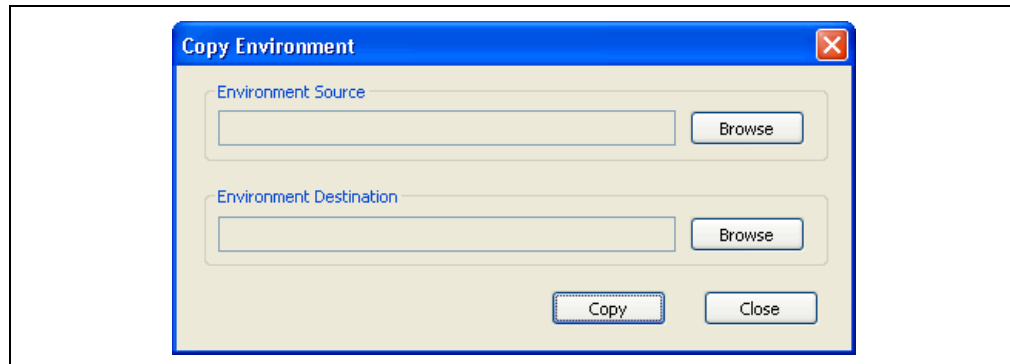 Copy Environment
Environment Source
Browse
Environment Destination
Browse
Copy Close